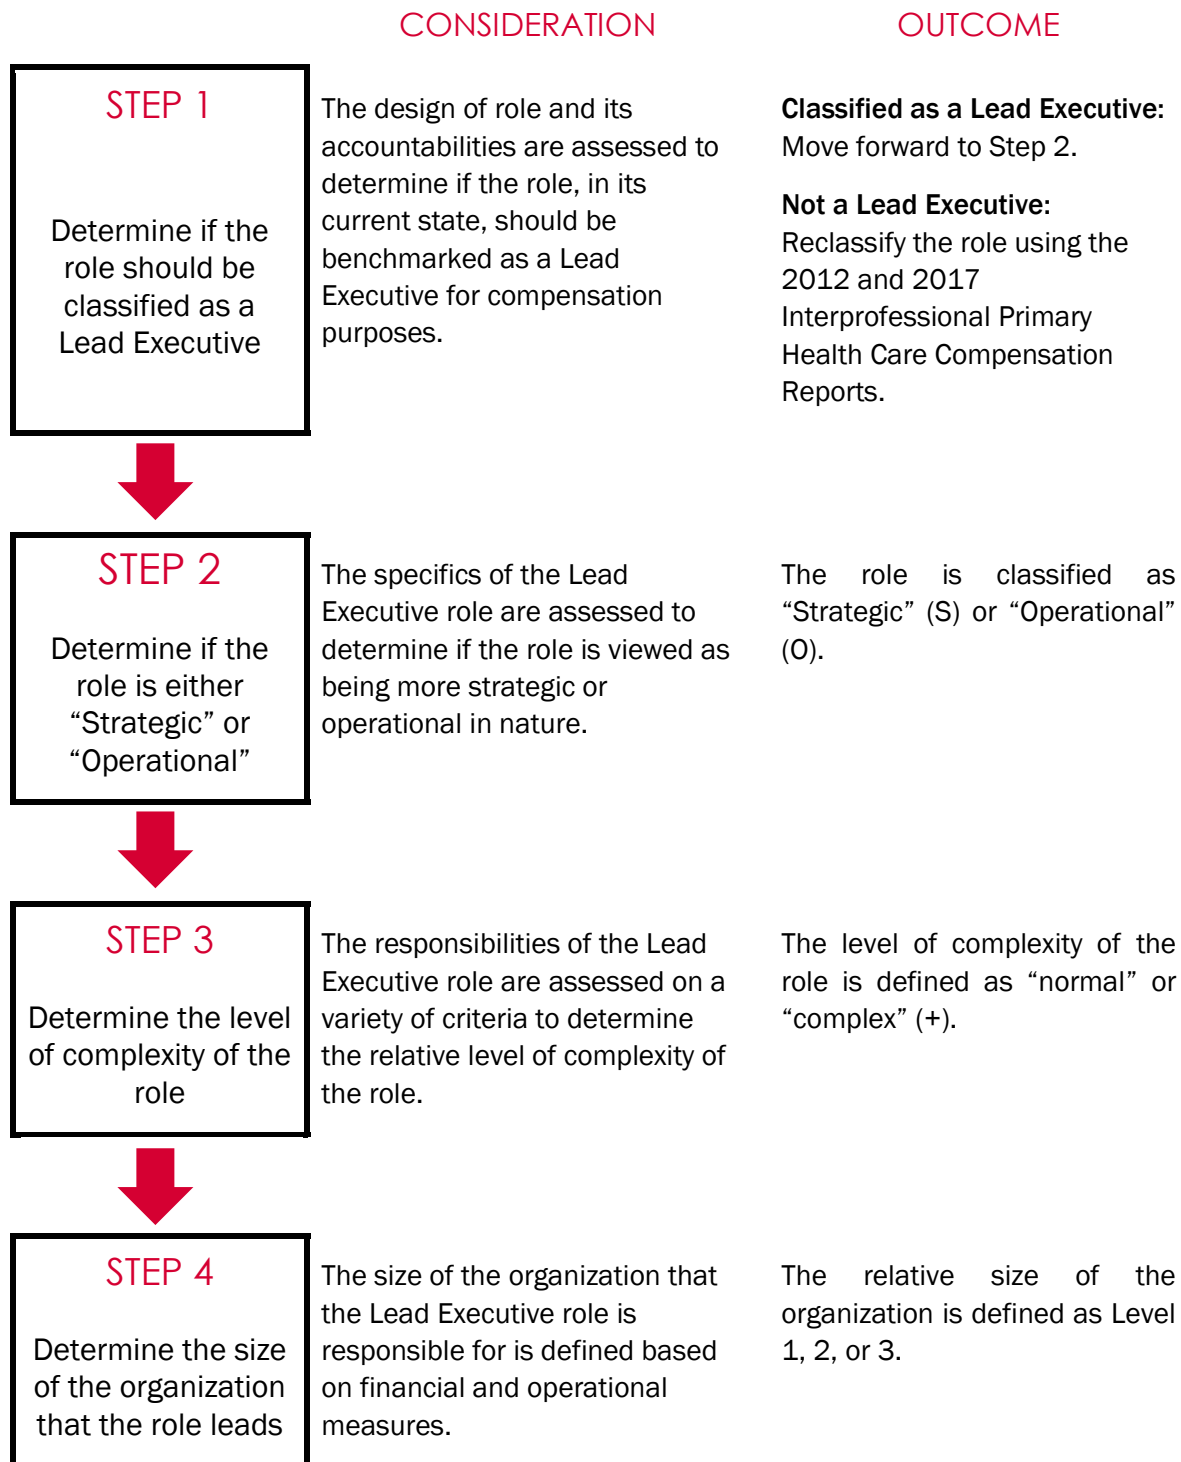 CONSIDERATION
OUTCOME
STEP 1
Determine if the
role should be
classified as a
Lead Executive
The design of role and its
accountabilities are assessed to
determine if the role, in its
current state, should be
benchmarked as a Lead
Executive for compensation
purposes.
Classified as a Lead Executive:
Move forward to Step 2.
Not a Lead Executive:
Reclassify the role using the
2012 and 2017
Interprofessional Primary
Health Care Compensation
Reports.
STEP 2
Determine if the
role is either
“Strategic” or
“Operational”
The specifics of the Lead
Executive role are assessed to
determine if the role is viewed as
being more strategic or
operational in nature.
The role is classified as
“Strategic” (S) or “Operational”
(O).
STEP 3
Determine the level
of complexity of the
role
The responsibilities of the Lead
Executive role are assessed on a
variety of criteria to determine
the relative level of complexity of
the role.
The level of complexity of the
role is defined as “normal” or
“complex” (+).
STEP 4
Determine the size
of the organization
that the role leads
The size of the organization that
the Lead Executive role is
responsible for is defined based
on financial and operational
measures.
The relative size of the
organization is defined as Level
1, 2, or 3.